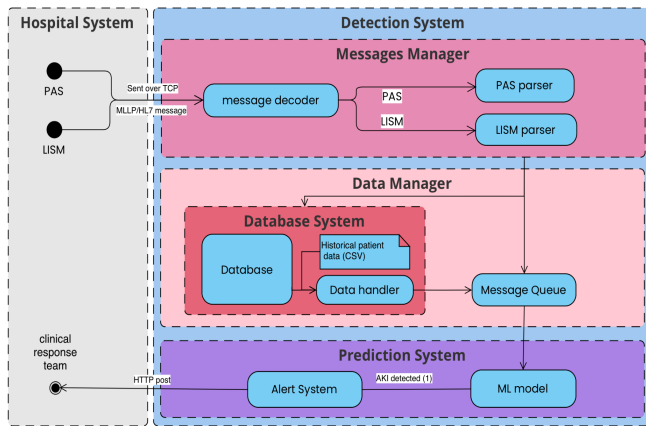 Hospital System
Detection System
Messages Manager
PAS
Sent over TCP
MLLP/HL7 message
LISM
message decoder
PAS
LISM
PAS parser
LISM parser
Data Manager
Database System
Database
Historical patient
data (CSV)
Data handler
Message Queue
Prediction System
clinical
response
team
HTTP post
Alert System
AKI detected (1)
ML model